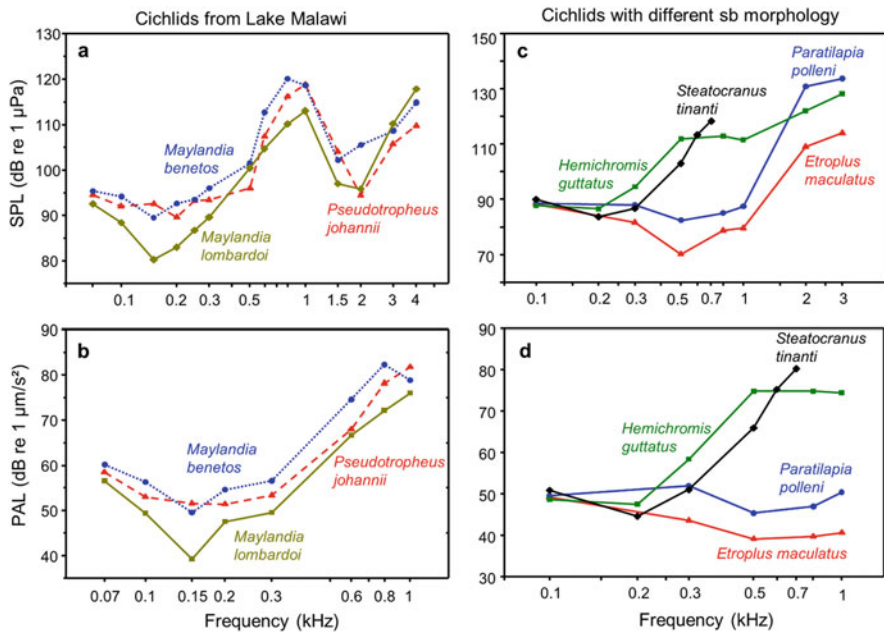 Cichlids from Lake Malawi
Cichlids with different sb morphology
a
SPL (dB re 1 µPa)
130
120
110
100
90
80
Maylandia
benetos
Maylandia
lombardoi
Pseudotropheus
johannii
0.1 0.2 0.3 0.5 1 1.5 2 3 4
c
150
130
110
90
70
Steatocranus
tinanti
Paratilapia
polleni
Hemichromis
guttatus
Etroplus
maculatus
0.1 0.2 0.3 0.5 0.7 1 2 3
b
PAL (dB re 1 µm/s²)
90
80
70
60
50
40
Maylandia
benetos
Pseudotropheus
johannii
Maylandia
lombardoi
0.07 0.1 0.15 0.2 0.3 0.6 0.8 1
Frequency (kHz)
d
90
80
70
60
50
40
30
Steatocranus
tinanti
Hemichromis
guttatus
Paratilapia
polleni
Etroplus maculatus
0.1 0.2 0.3 0.5 0.7 1
Frequency (kHz)